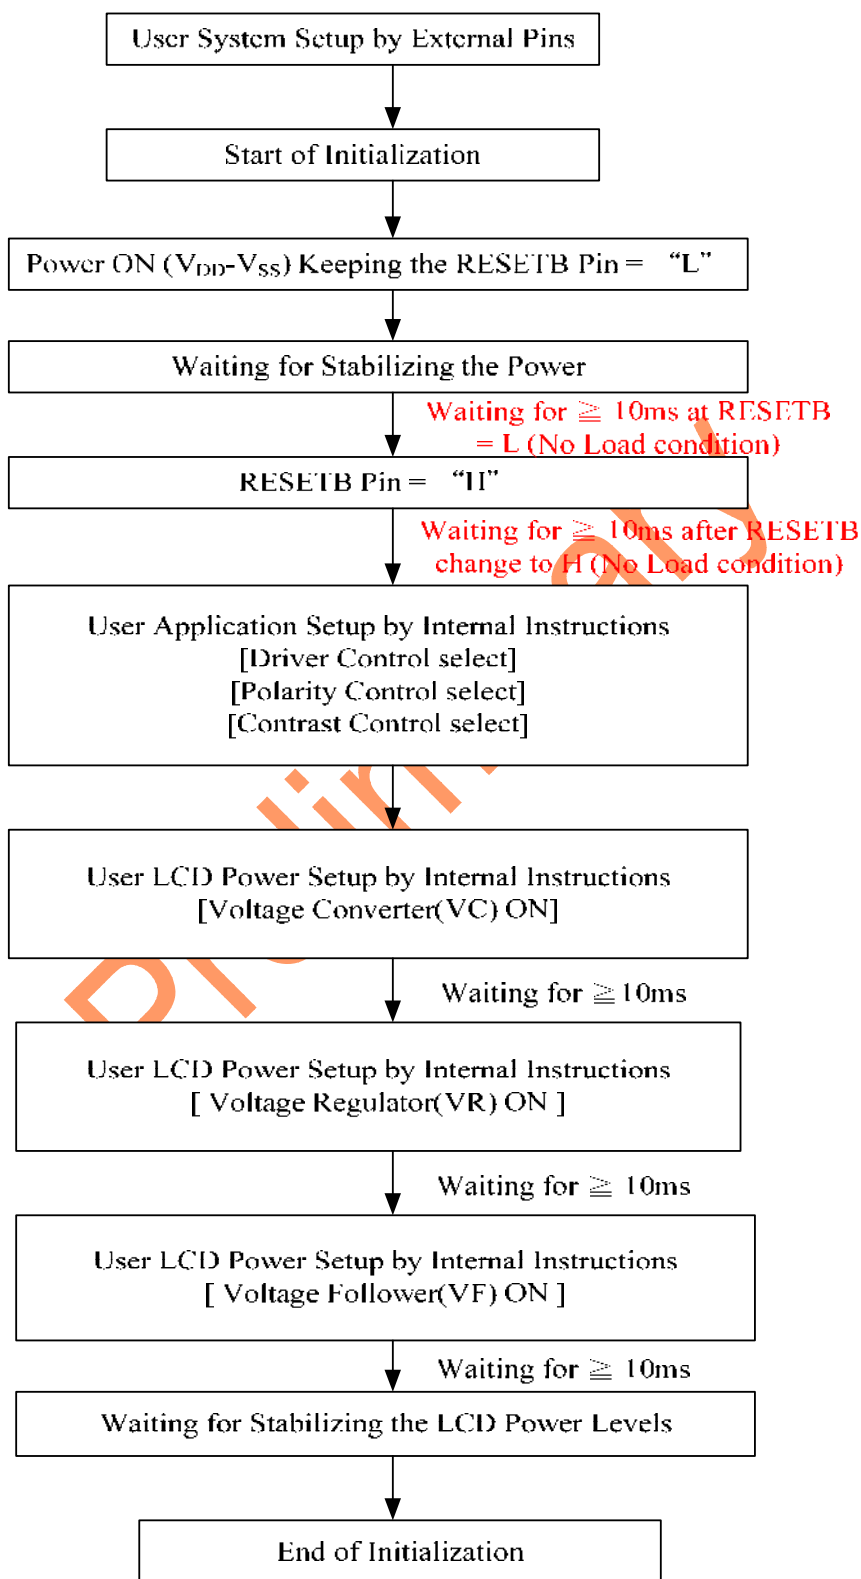 User System Setup by External Pins
Start of Initialization
Power ON (VDD-VSS) Keeping the RESETB Pin = “L”
Waiting for Stabilizing the Power
Waiting for ≧ 10ms at RESETB
= L (No Load condition)
RESETB Pin = “H”
Waiting for ≧ 10ms after RESETB
change to H (No Load condition)
User Application Setup by Internal Instructions
[Driver Control select]
[Polarity Control select]
[Contrast Control select]
User LCD Power Setup by Internal Instructions
[Voltage Converter(VC) ON]
Waiting for ≧10ms
User LCD Power Setup by Internal Instructions
[ Voltage Regulator(VR) ON ]
Waiting for ≧ 10ms
User LCD Power Setup by Internal Instructions
[ Voltage Follower(VF) ON ]
Waiting for ≧ 10ms
Waiting for Stabilizing the LCD Power Levels
End of Initialization
Preliminary